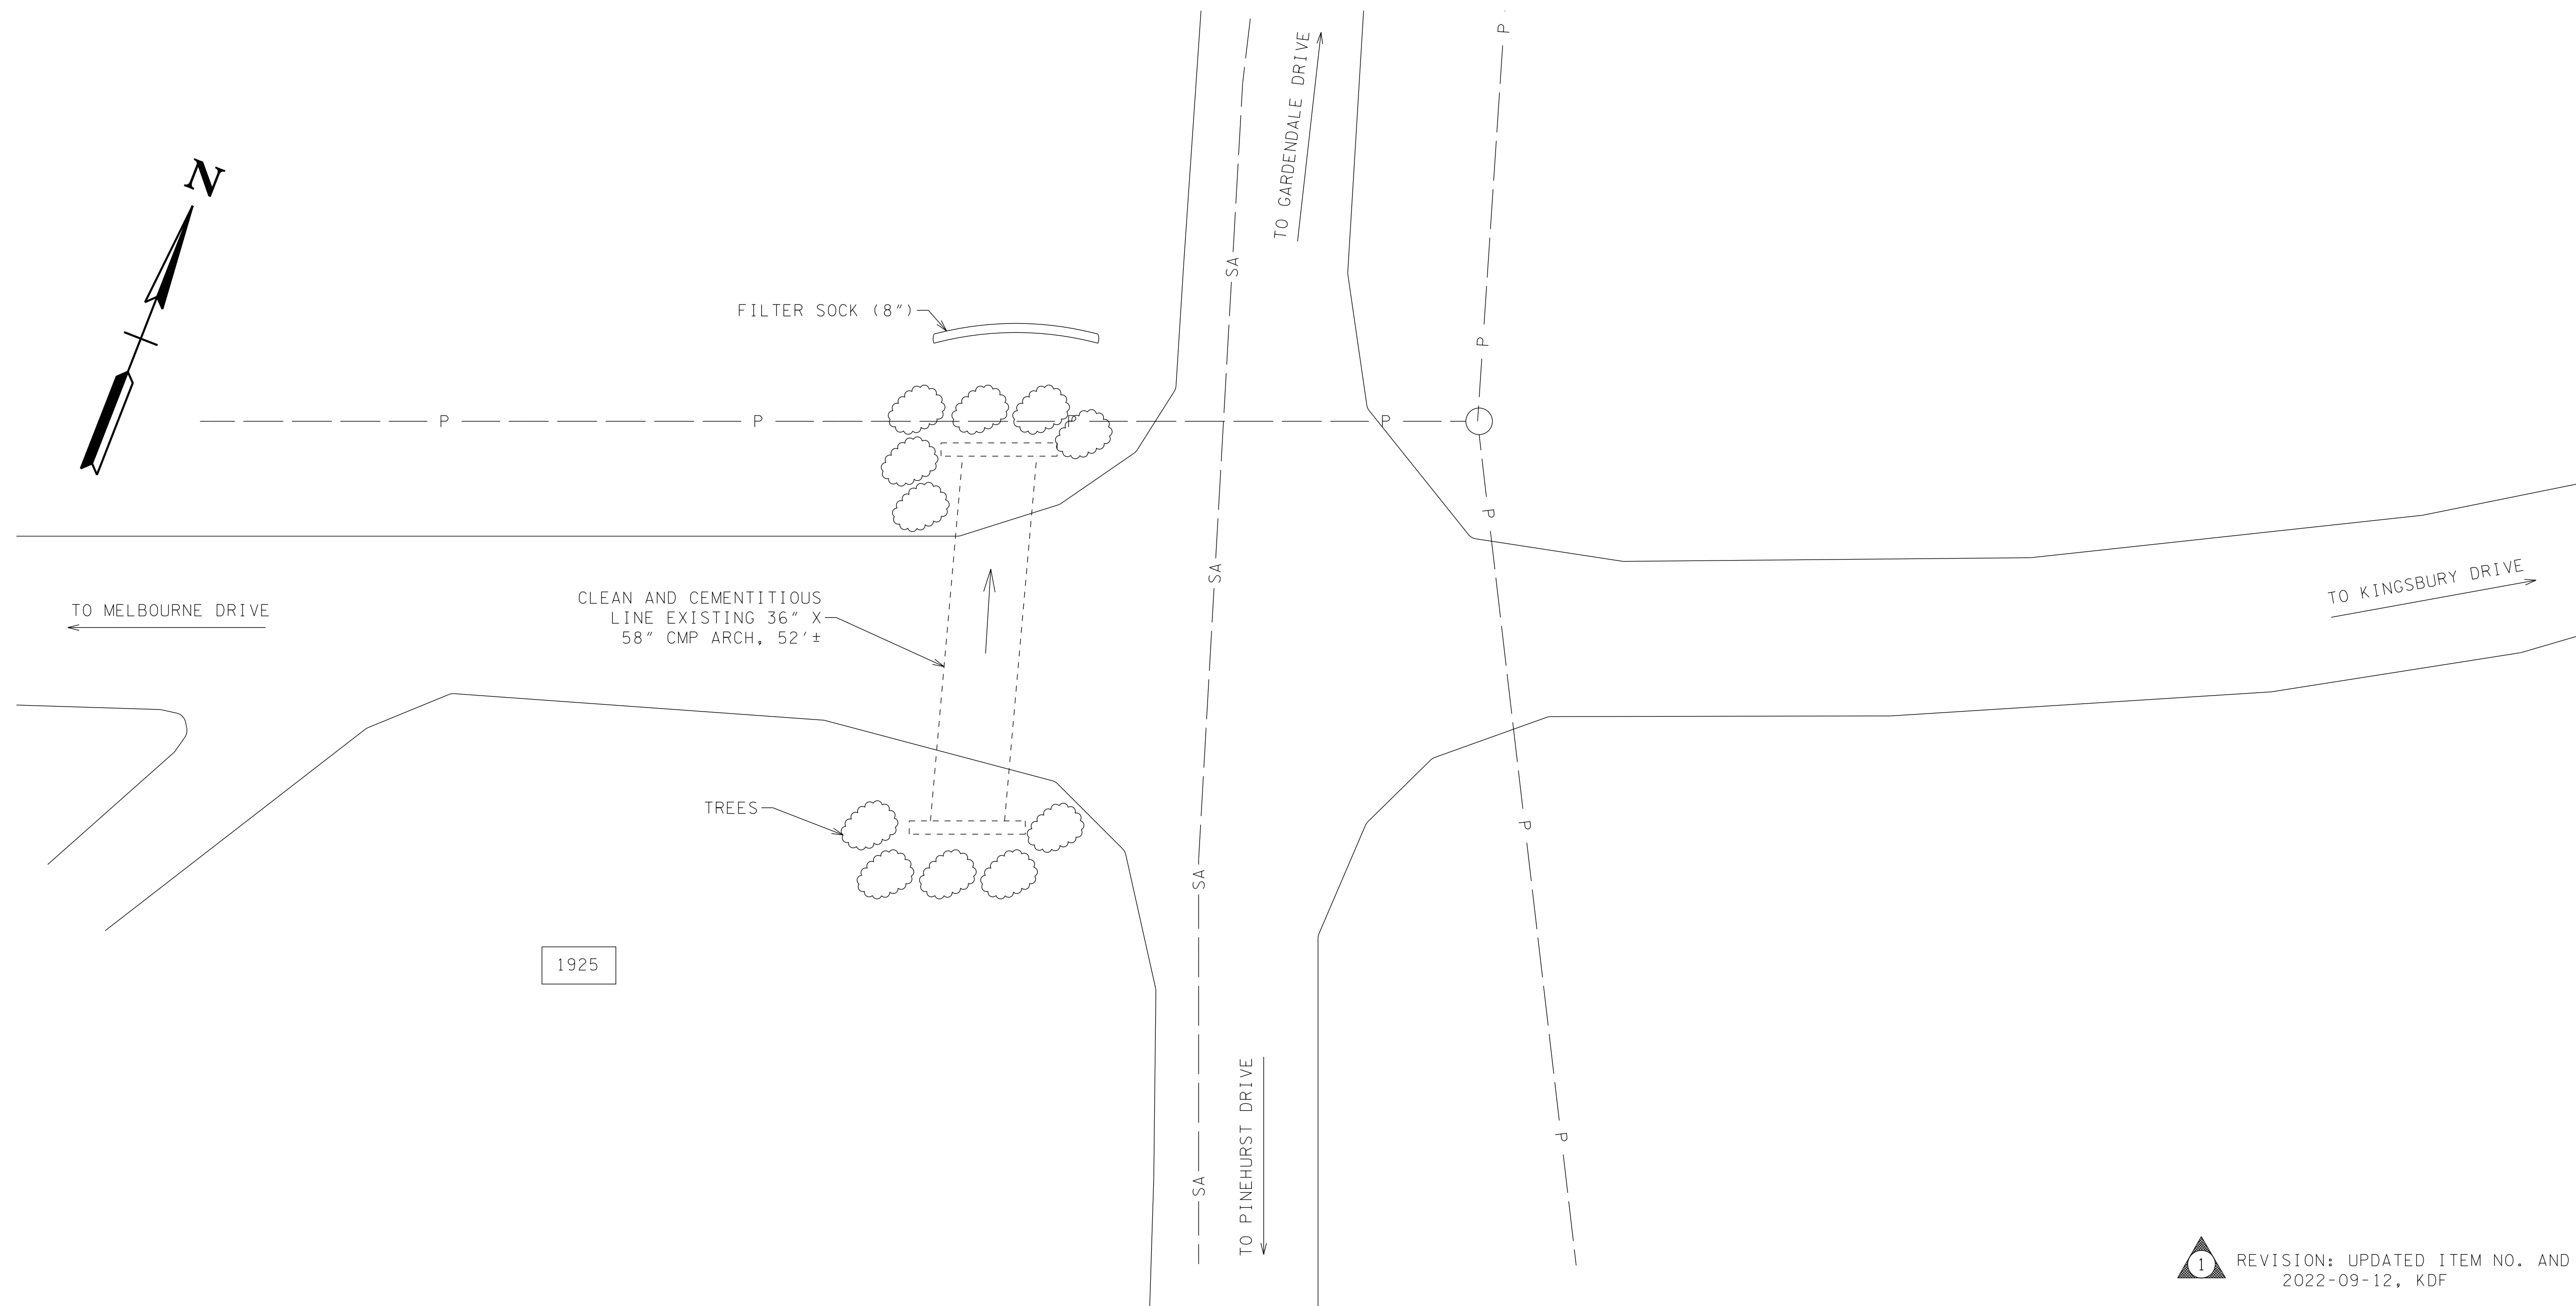 P
TO GARDENDALE DRIVE
N
SA
FILTER SOCK (8")
P
P
P
P
P
P
SA
TO KINGSBURY DRIVE
CLEAN AND CEMENTITIOUS
LINE EXISTING 36" X
58" CMP ARCH, 52'±
TO MELBOURNE DRIVE
TREES
P
SA
1925
P
TO PINEHURST DRIVE
SA
1
REVISION: UPDATED ITEM NO. AND
2022-09-12, KDF